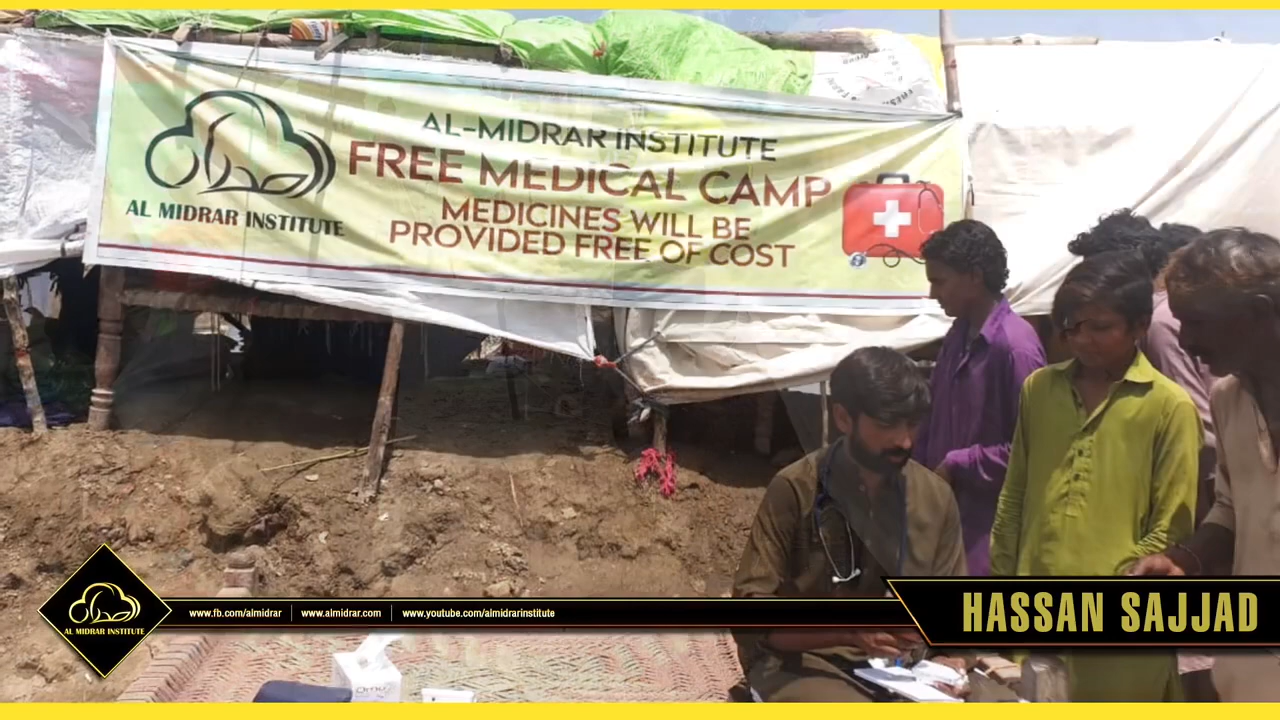 AL-MIDRAR INSTITUTE
FREE MEDICAL CAMP
MEDICINES WILL BE
PROVIDED FREE OF COST
AL MIDRAR INSTITUTE
AL MIDRAR INSTITUTE
www.fb.com/almidrar
www.almidrar.com
www.youtube.com/almidrarinstitute
HASSAN SAJJAD